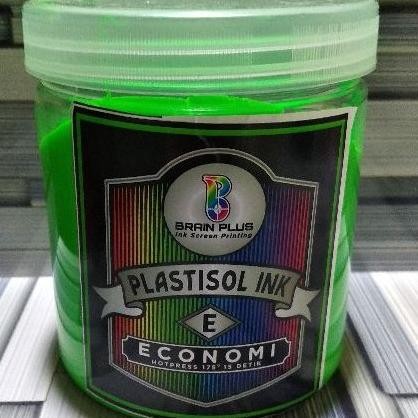 B
BRAIN PLUS
Ink Screen Printing
PLASTISOL INK
E
ECONOMI
HOTPRESS 175° 15 DETIK